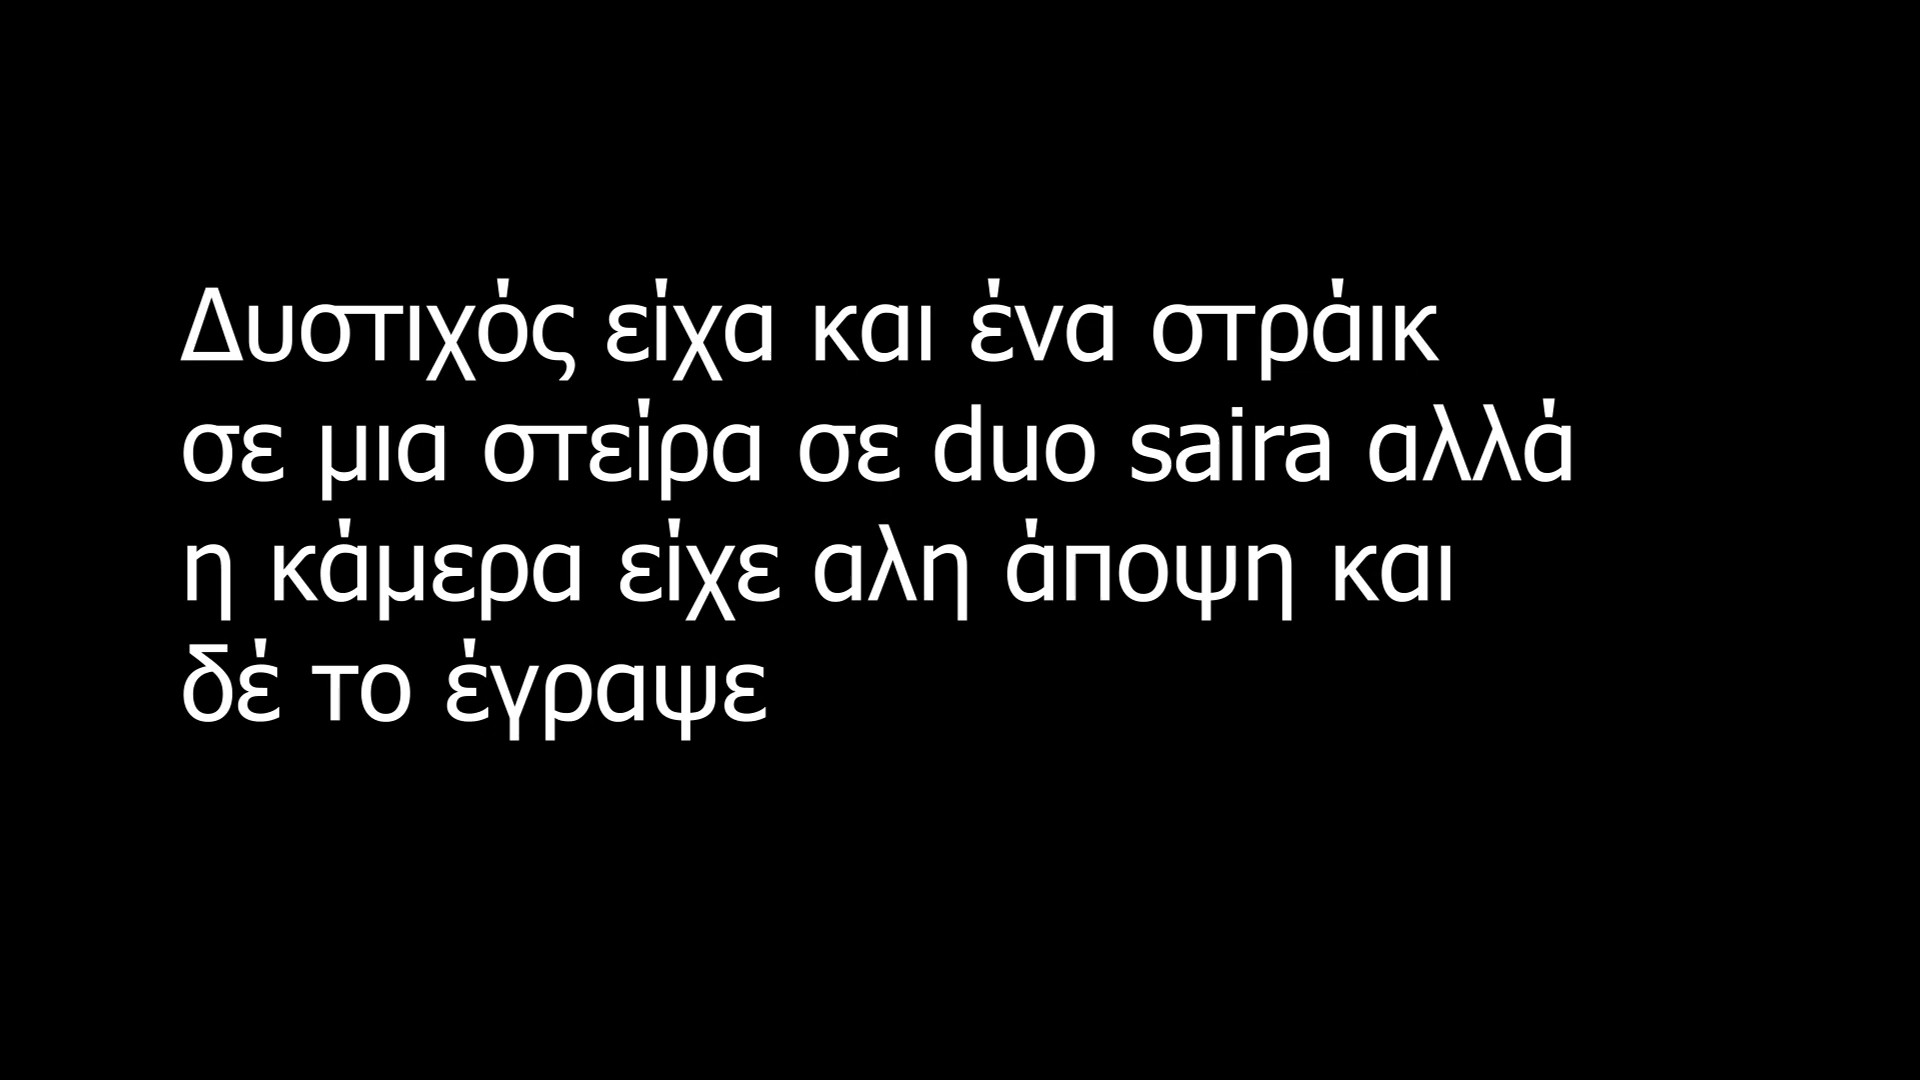 Δυστιχός είχα και ένα στράικ
σε μια στείρα σε duo saira αλλά
η κάμερα είχε αλη άποψη και
δέ το έγραψε